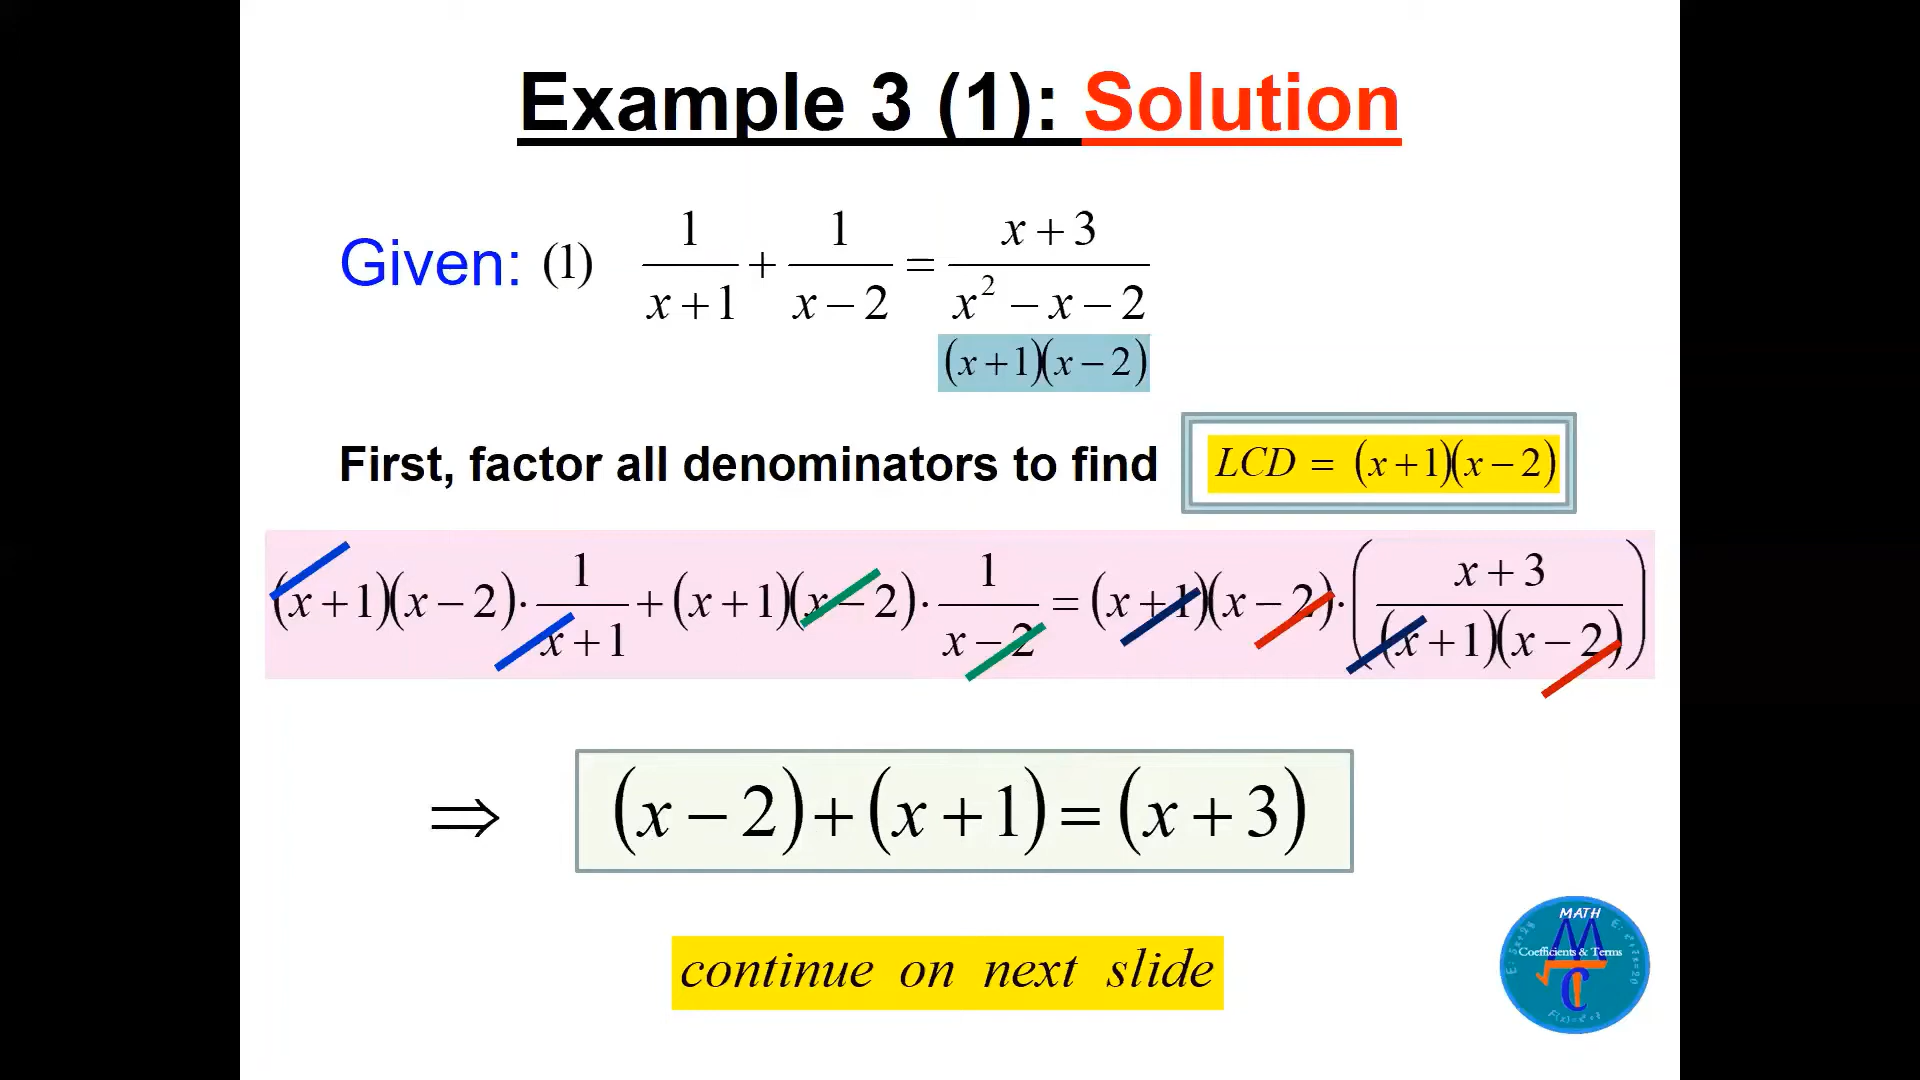 Example 3 (1): Solution
Given: (1) 1/(x+1) + 1/(x−2) = (x+3)/(x² − x − 2)
(x+1)(x−2)
First, factor all denominators to find LCD = (x+1)(x−2)
(x+1)(x−2)·1/(x+1) + (x+1)(x−2)·1/(x−2) = (x+1)(x−2)·((x+3)/((x+1)(x−2)))
⇒ (x−2)+(x+1)=(x+3)
continue on next slide
MATH
Coefficients & Terms